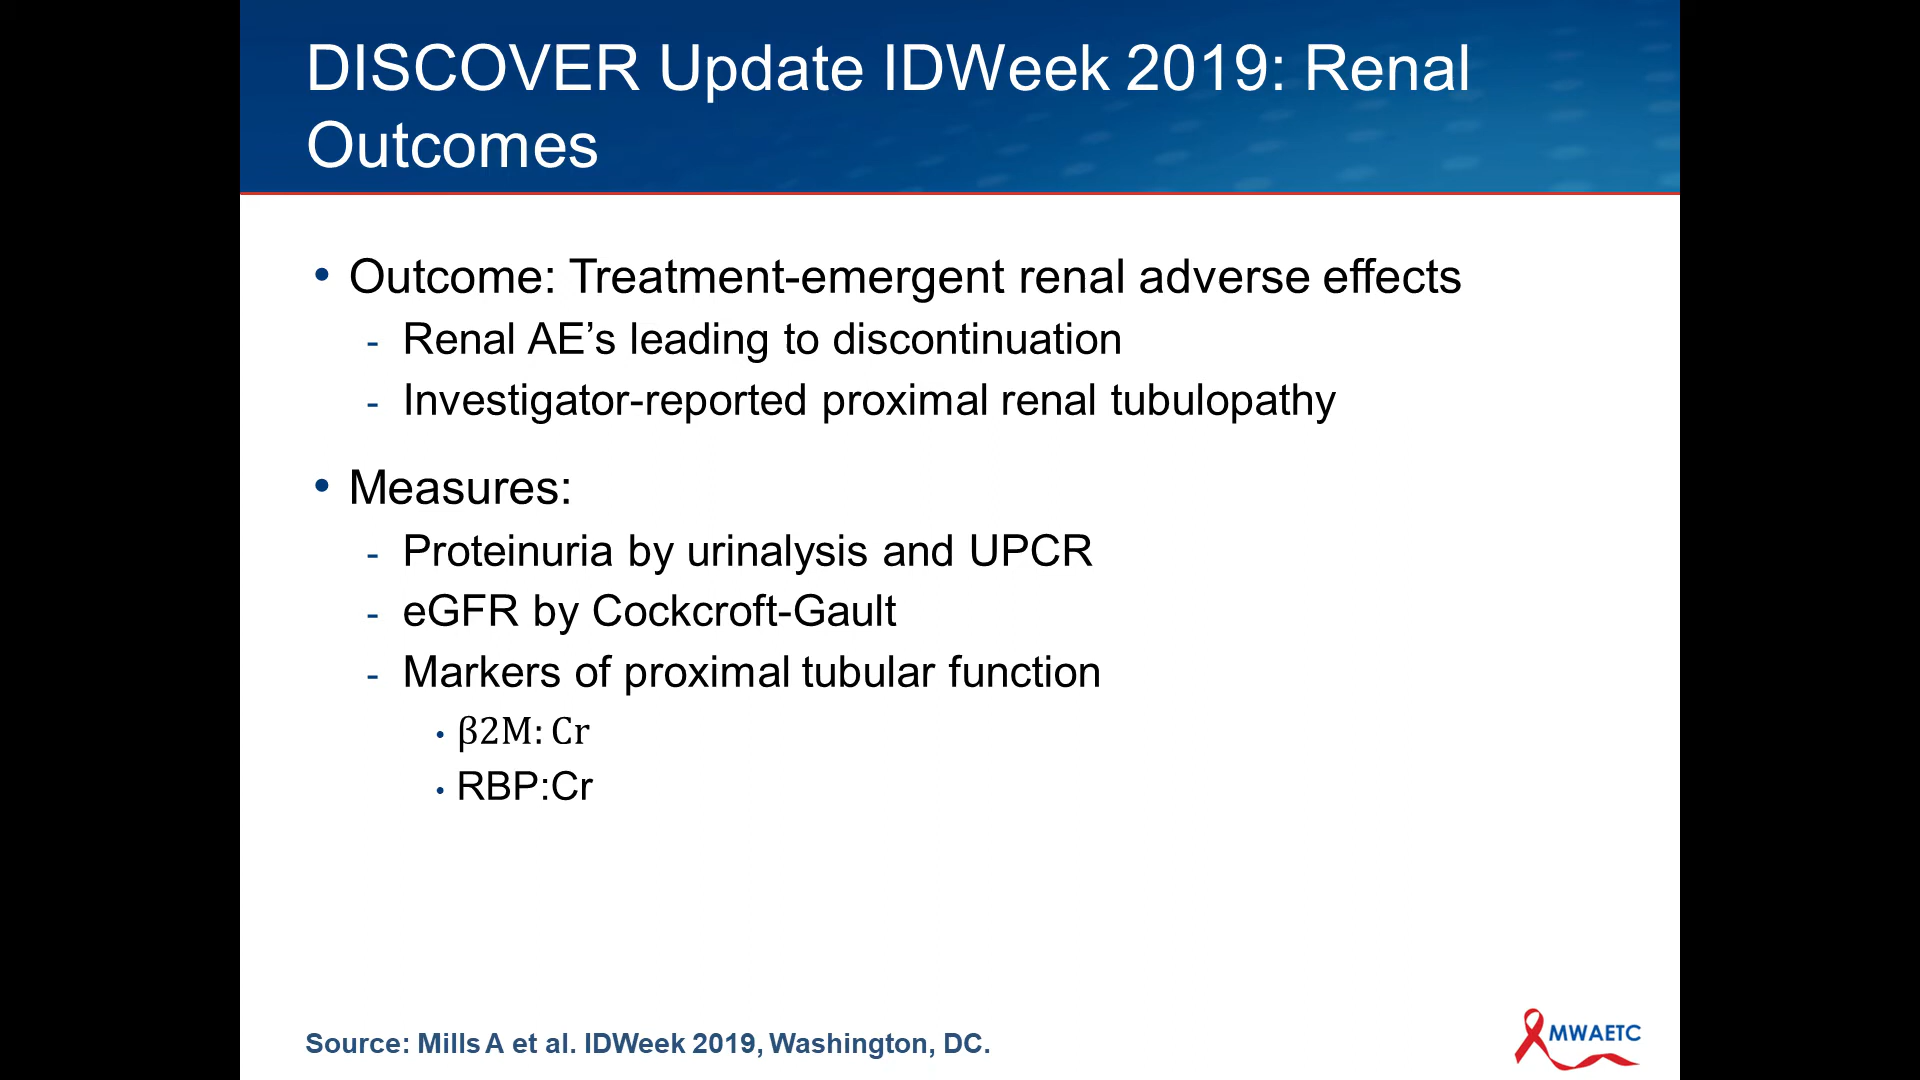 DISCOVER Update IDWeek 2019: Renal
Outcomes
• Outcome: Treatment-emergent renal adverse effects
- Renal AE’s leading to discontinuation
- Investigator-reported proximal renal tubulopathy
• Measures:
- Proteinuria by urinalysis and UPCR
- eGFR by Cockcroft-Gault
- Markers of proximal tubular function
• β2M: Cr
• RBP:Cr
Source: Mills A et al. IDWeek 2019, Washington, DC.
MWAETC